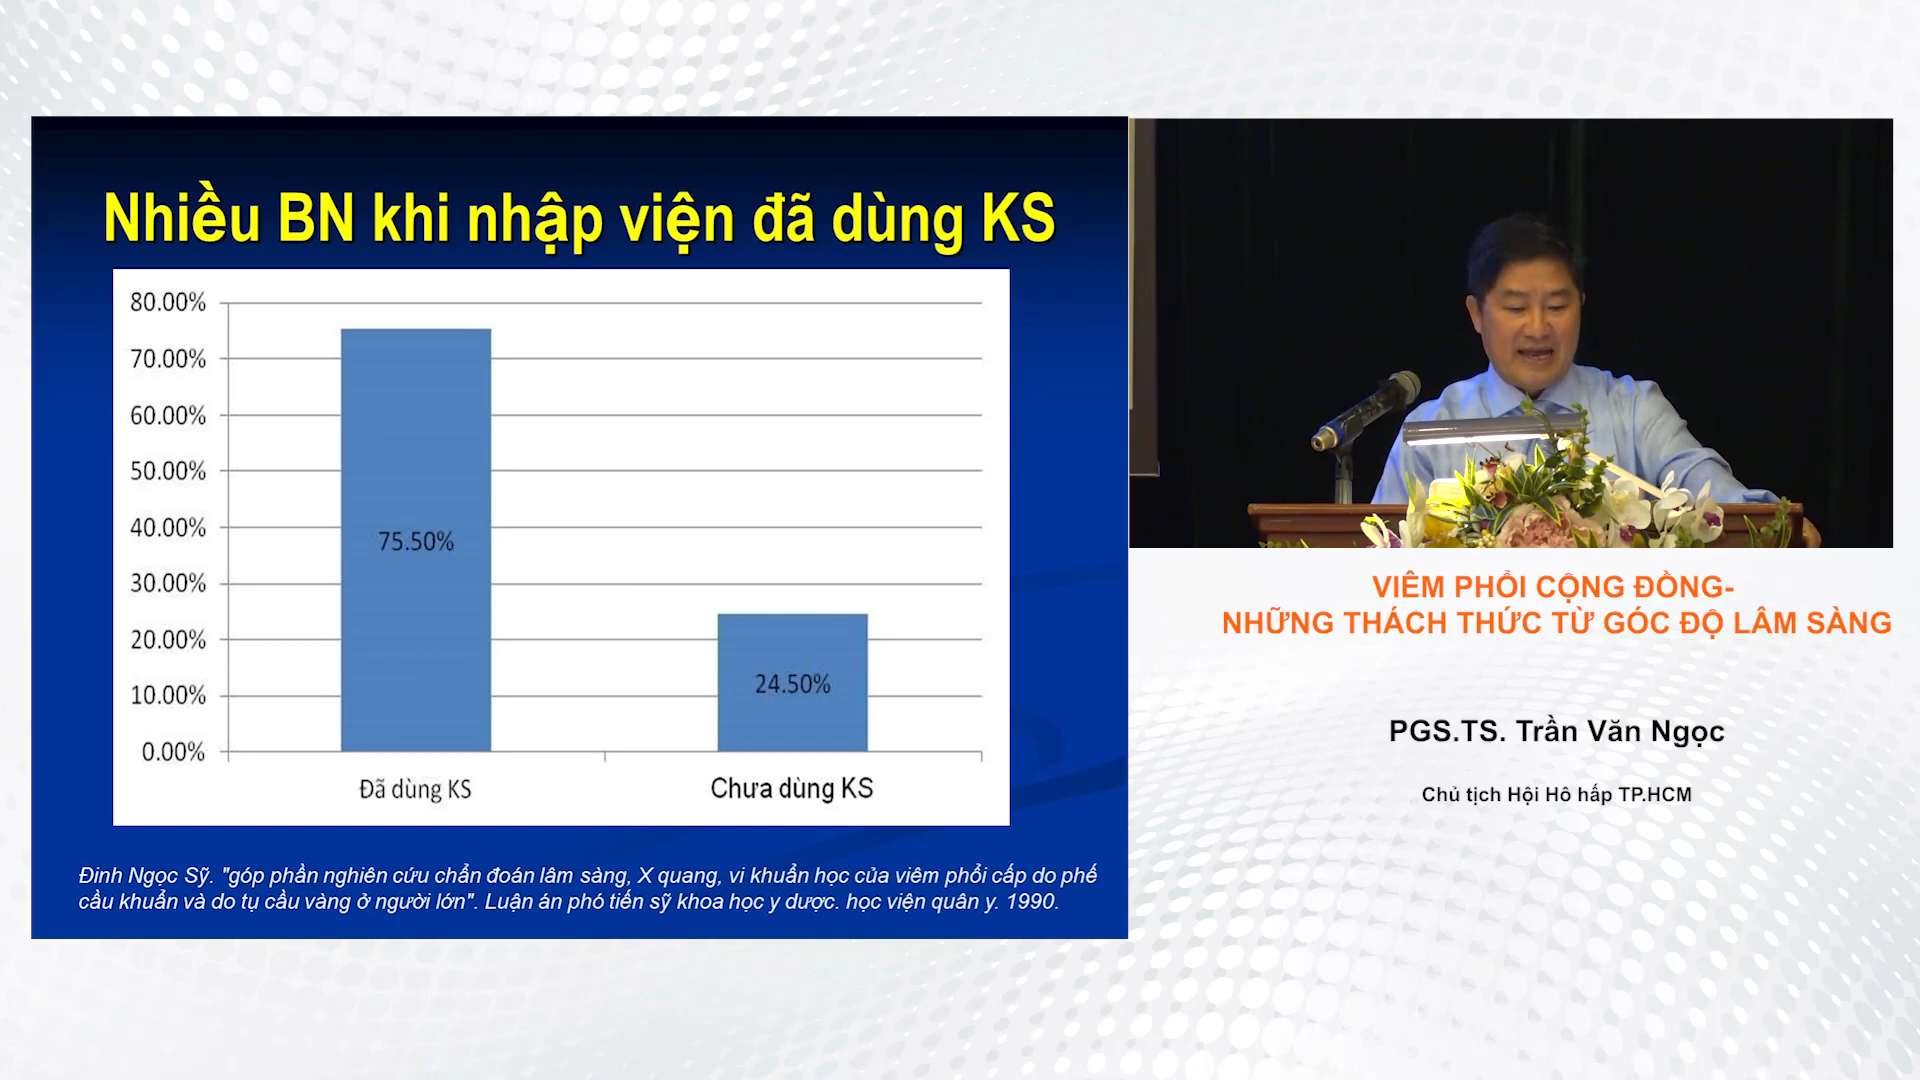 Nhiều BN khi nhập viện đã dùng KS
80.00%
70.00%
60.00%
50.00%
40.00%
30.00%
20.00%
10.00%
0.00%
75.50%
24.50%
Đã dùng KS
Chưa dùng KS
Đinh Ngọc Sỹ. "góp phần nghiên cứu chẩn đoán lâm sàng, X quang, vi khuẩn học của viêm phổi cấp do phế
cầu khuẩn và do tụ cầu vàng ở người lớn". Luận án phó tiến sỹ khoa học y dược. học viện quân y. 1990.
VIÊM PHỔI CỘNG ĐỒNG-
NHỮNG THÁCH THỨC TỪ GÓC ĐỘ LÂM SÀNG
PGS.TS. Trần Văn Ngọc
Chủ tịch Hội Hô hấp TP.HCM